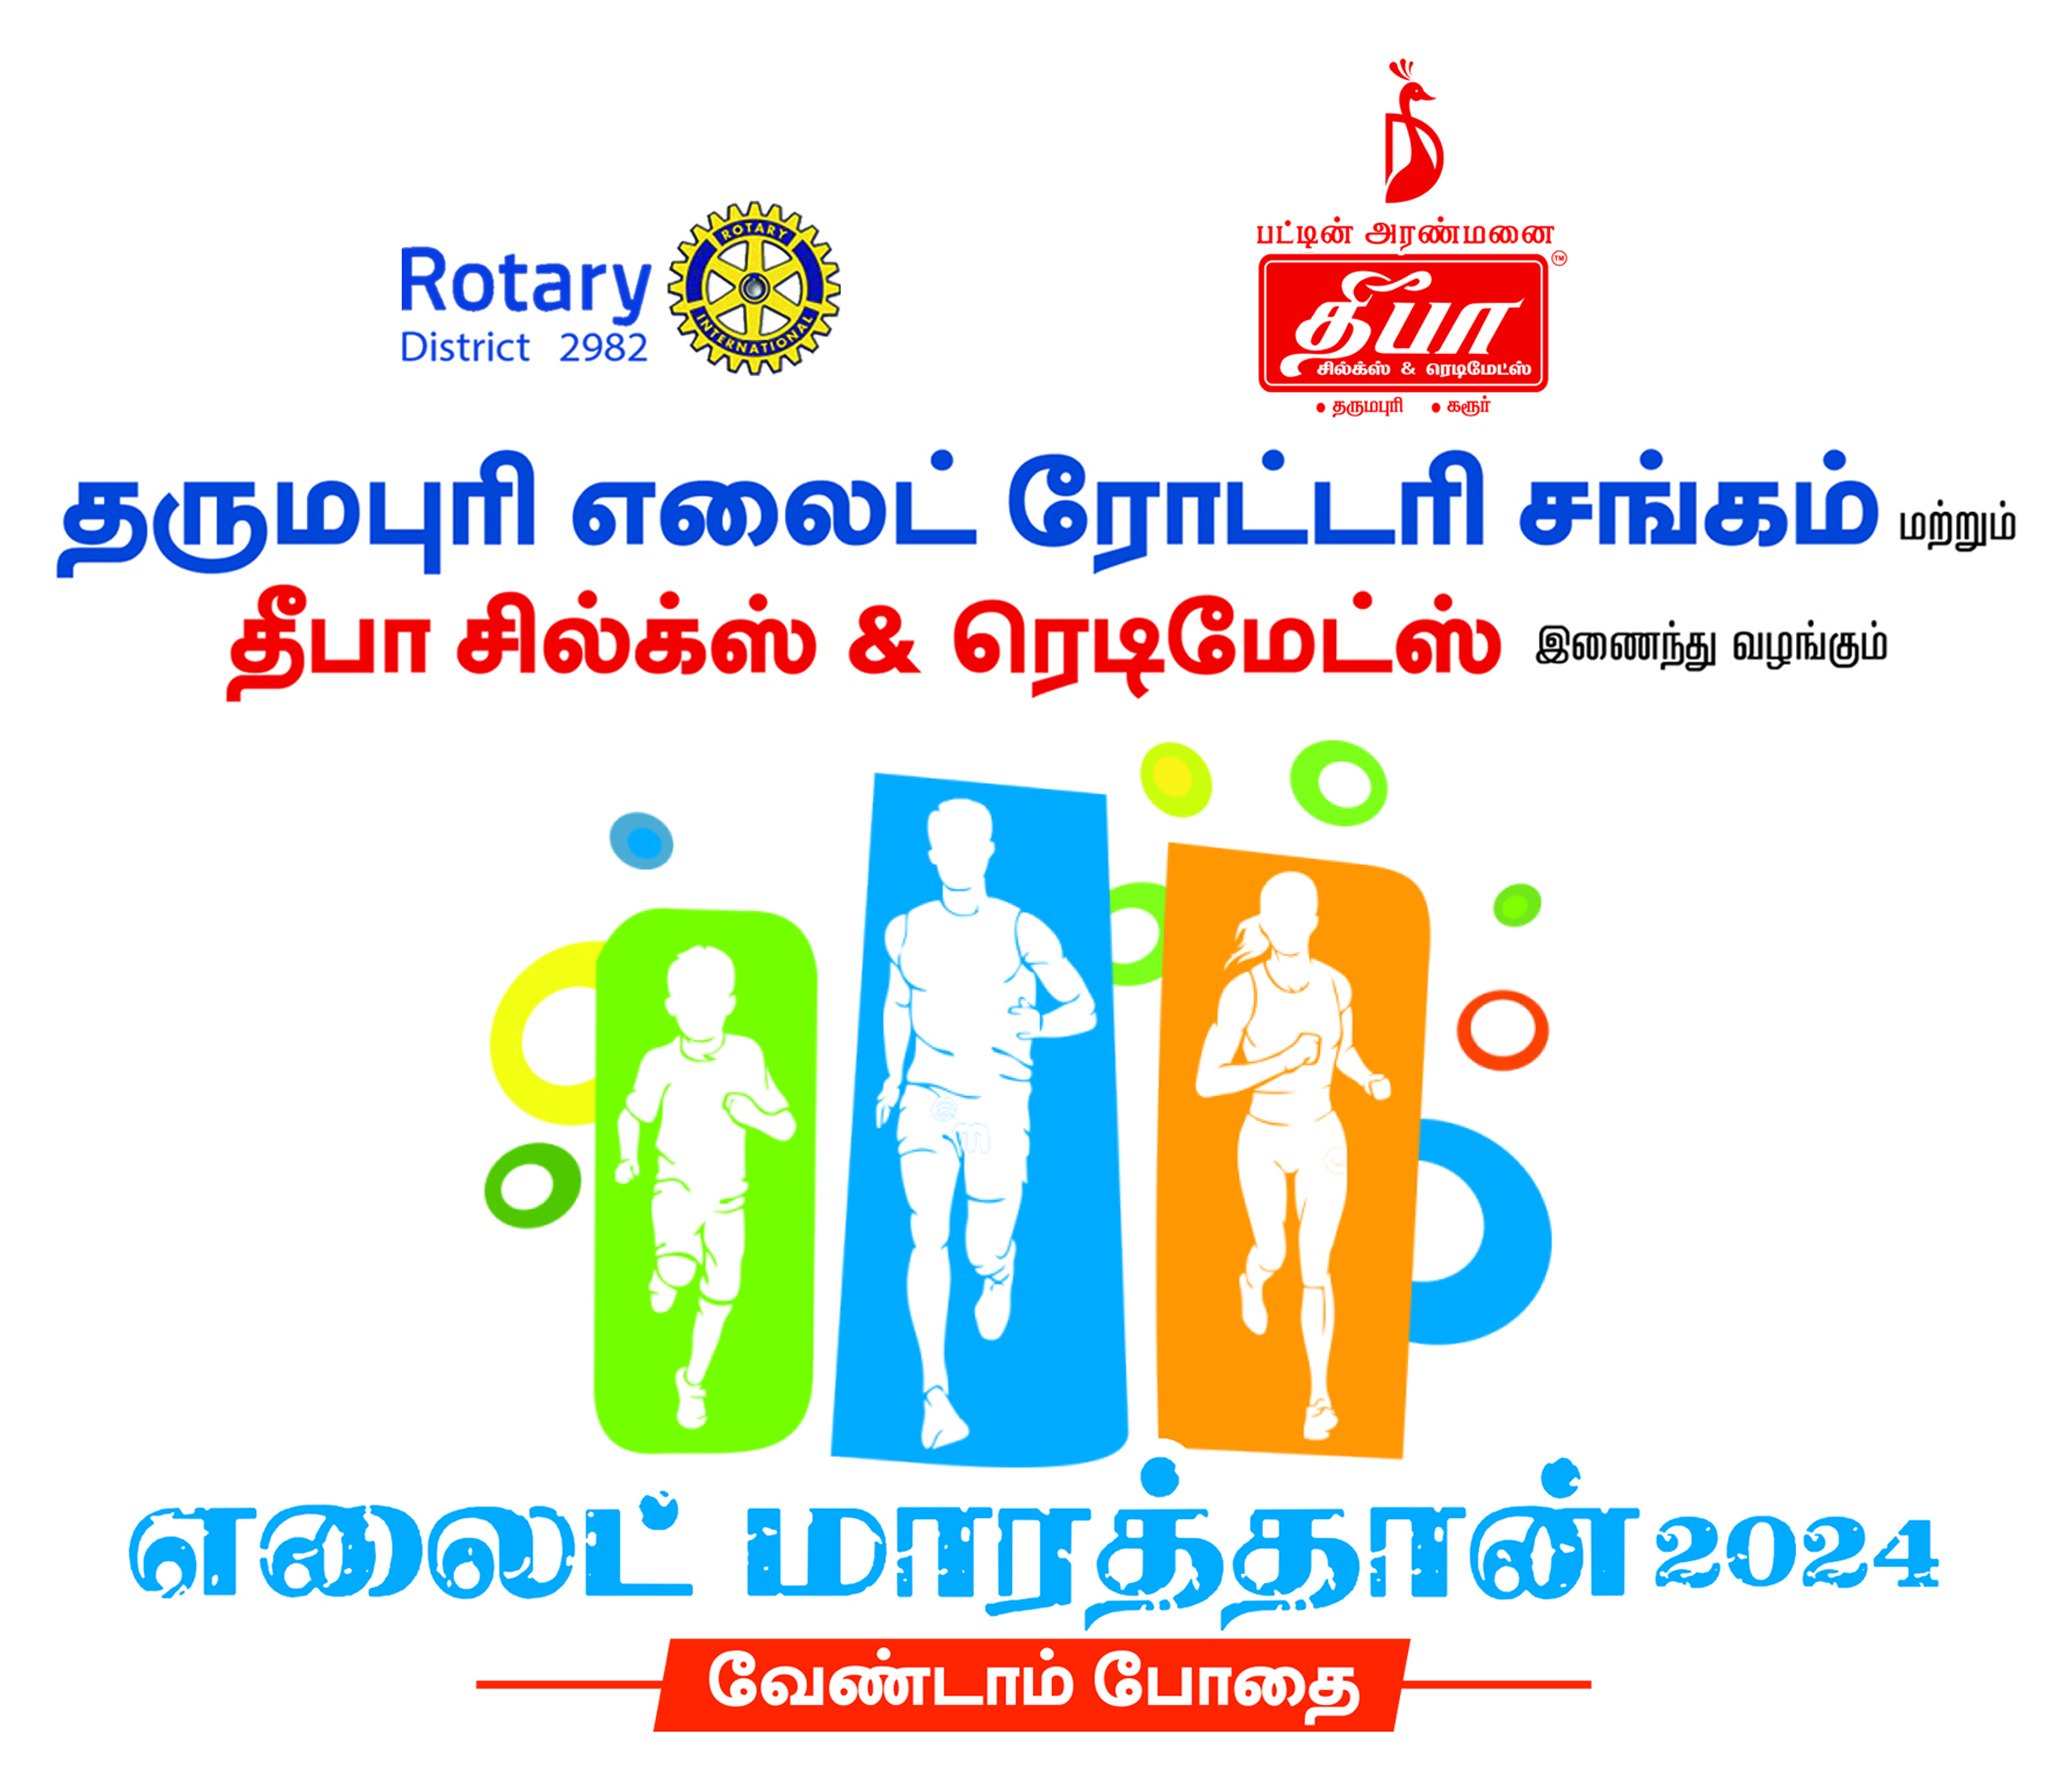 Rotary
District 2982
ROTARY
INTERNATIONAL
பட்டின் அரண்மனை
தீபா
சில்க்ஸ் & ரெடிமேட்ஸ்
TM
• தருமபுரி • கரூர்
தருமபுரி எலைட் ரோட்டரி சங்கம் மற்றும்
தீபா சில்க்ஸ் & ரெடிமேட்ஸ் இணைந்து வழங்கும்
எலைட் மாரத்தான் 2024
வேண்டாம் போதை